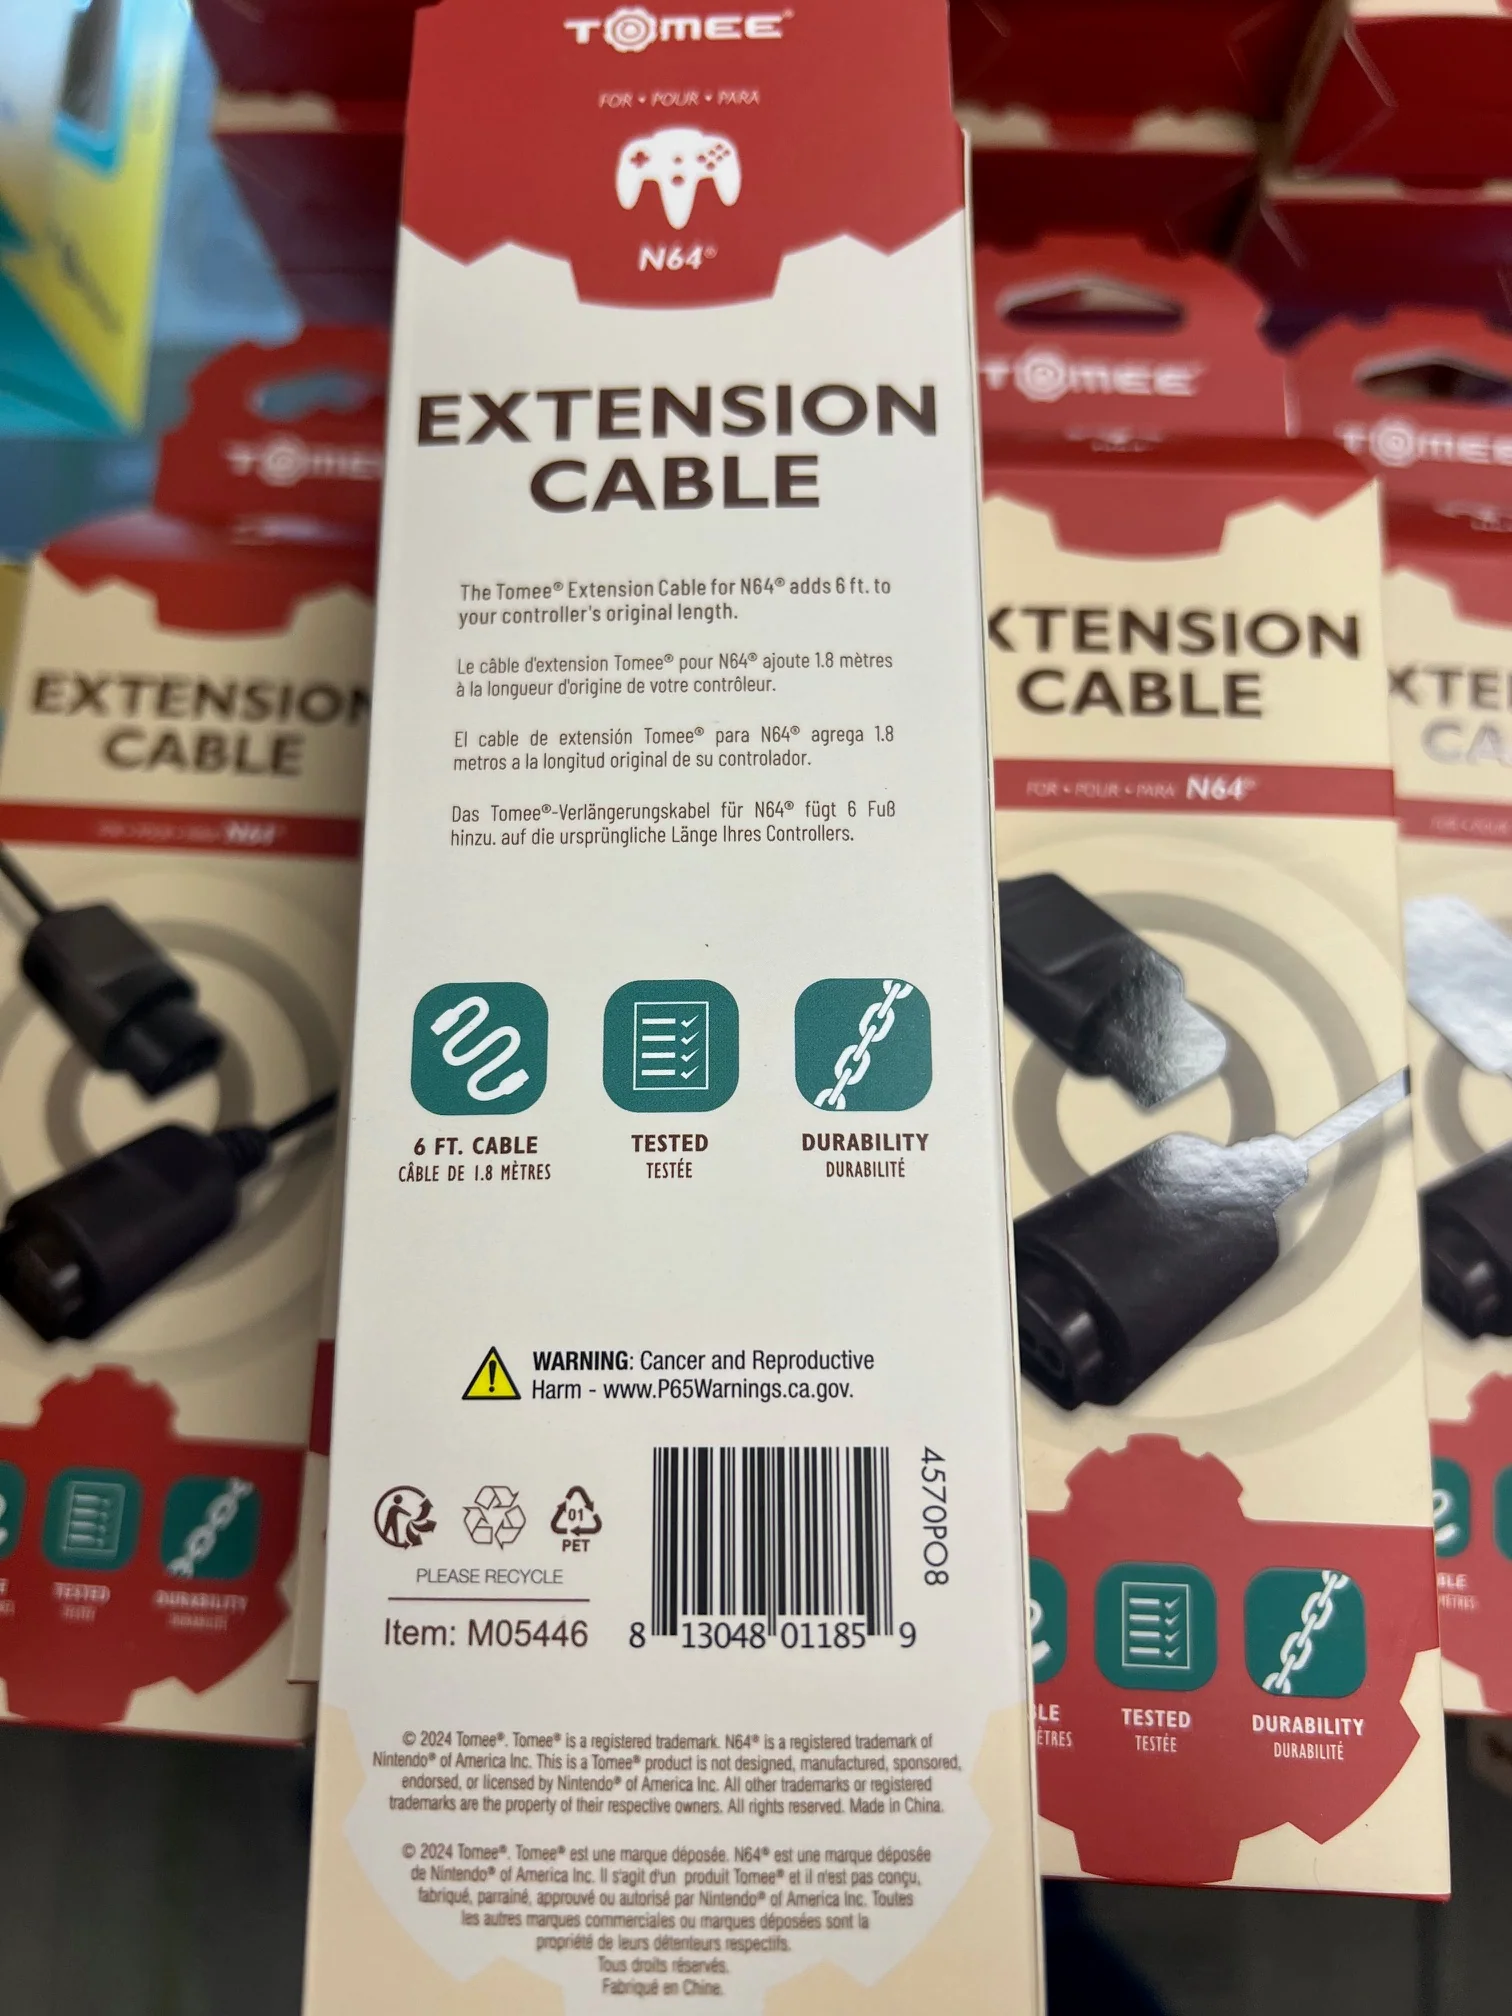 TOMEE®
FOR • POUR • PARA
N64®
EXTENSION
CABLE
The Tomee® Extension Cable for N64® adds 6 ft. to
your controller's original length.
Le câble d'extension Tomee® pour N64® ajoute 1.8 mètres
à la longueur d'origine de votre contrôleur.
El cable de extensión Tomee® para N64® agrega 1.8
metros a la longitud original de su controlador.
Das Tomee®-Verlängerungskabel für N64® fügt 6 Fuß
hinzu. auf die ursprüngliche Länge Ihres Controllers.
6 FT. CABLE
CÂBLE DE 1.8 MÈTRES
TESTED
TESTÉE
DURABILITY
DURABILITÉ
WARNING: Cancer and Reproductive
Harm - www.P65Warnings.ca.gov.
01
PET
PLEASE RECYCLE
Item: M05446
8 13048 01185 9
4570PO8
© 2024 Tomee®. Tomee® is a registered trademark. N64® is a registered trademark of
Nintendo® of America Inc. This is a Tomee® product is not designed, manufactured, sponsored,
endorsed, or licensed by Nintendo® of America Inc. All other trademarks or registered
trademarks are the property of their respective owners. All rights reserved. Made in China.
© 2024 Tomee®. Tomee® est une marque déposée. N64® est une marque déposée
de Nintendo® of America Inc. Il s'agit d'un produit Tomee® et il n'est pas conçu,
fabriqué, parrainé, approuvé ou autorisé par Nintendo® of America Inc. Toutes
les autres marques commerciales ou marques déposées sont la
propriété de leurs détenteurs respectifs.
Tous droits réservés.
Fabriqué en Chine.
TOMEE
EXTENSION
CABLE
N64
TESTED
DURABILITY
TOMEE
XTENSION
CABLE
FOR • POUR • PARA N64®
BLE
ÈTRES
TESTED
TESTÉE
DURABILITY
DURABILITÉ
TOMEE
XTE
CA